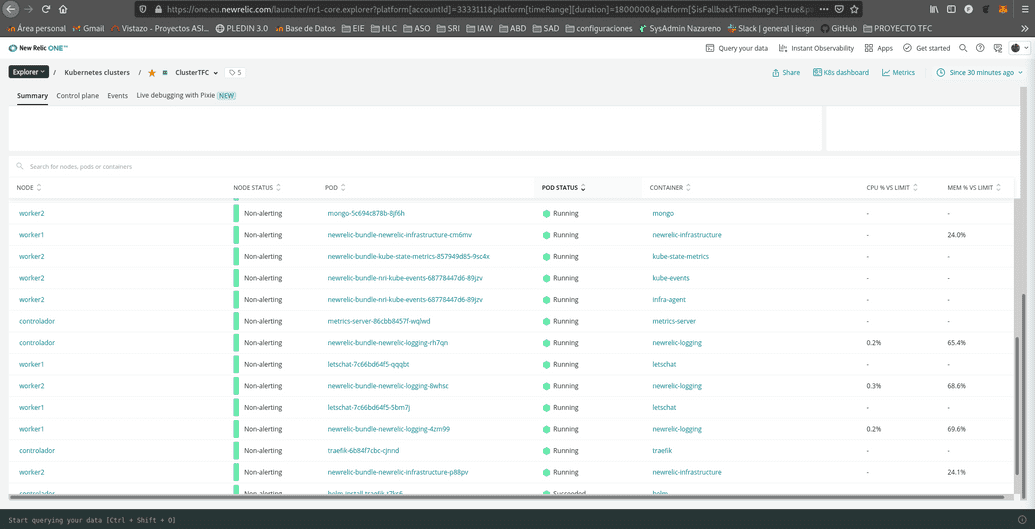 https://one.eu.newrelic.com/launcher/nr1-core.explorer?platform[accountId]=3333111&platform[timeRange][duration]=1800000&platform[$isFallbackTimeRange]=true&p
Área personal Gmail Vistazo - Proyectos ASI... PLEDIN 3.0 Base de Datos EIE HLC ASO SRI IAW ABD SAD configuraciones SysAdmin Nazareno Slack | general | iesgn GitHub PROYECTO TFC
New Relic ONE™ Query your data Instant Observability Apps Get started
Explorer / Kubernetes clusters / ClusterTFC 5 Share K8s dashboard Metrics Since 30 minutes ago
Summary Control plane Events Live debugging with Pixie NEW
Search for nodes, pods or containers
NODE NODE STATUS POD POD STATUS CONTAINER CPU % VS LIMIT MEM % VS LIMIT
worker2 Non-alerting mongo-5c694c878b-8jf6h Running mongo - -
worker1 Non-alerting newrelic-bundle-newrelic-infrastructure-cm6mv Running newrelic-infrastructure - 24.0%
worker2 Non-alerting newrelic-bundle-kube-state-metrics-857949d85-9sc4x Running kube-state-metrics - -
worker2 Non-alerting newrelic-bundle-nri-kube-events-68778447d6-89jzv Running kube-events - -
worker2 Non-alerting newrelic-bundle-nri-kube-events-68778447d6-89jzv Running infra-agent - -
controlador Non-alerting metrics-server-86cbb8457f-wqlwd Running metrics-server - -
controlador Non-alerting newrelic-bundle-newrelic-logging-rh7qn Running newrelic-logging 0.2% 65.4%
worker1 Non-alerting letschat-7c66bd64f5-qqqbt Running letschat - -
worker2 Non-alerting newrelic-bundle-newrelic-logging-8whsc Running newrelic-logging 0.3% 68.6%
worker1 Non-alerting letschat-7c66bd64f5-5bm7j Running letschat - -
worker1 Non-alerting newrelic-bundle-newrelic-logging-4zm99 Running newrelic-logging 0.2% 69.6%
controlador Non-alerting traefik-6b84f7cbc-cjnnd Running traefik - -
worker2 Non-alerting newrelic-bundle-newrelic-infrastructure-p88pv Running newrelic-infrastructure - 24.1%
controlador Non-alerting Succeeded helm
Start querying your data [Ctrl + Shift + O]